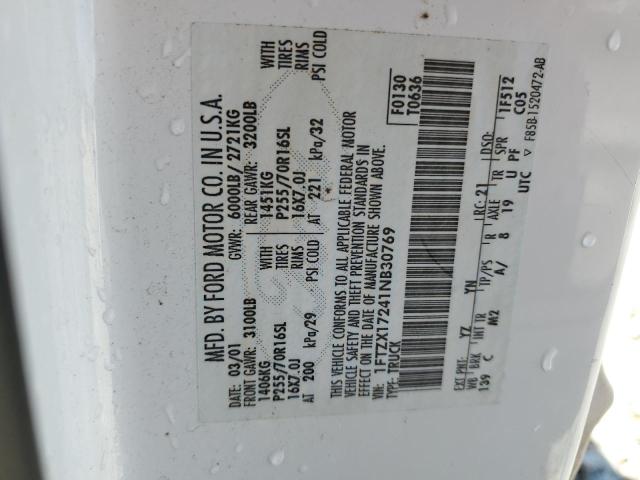 MFD. BY FORD MOTOR CO. IN U.S.A.
DATE: 03/01 GVWR: 6000LB/ 2721KG
FRONT GAWR: 3100LB REAR GAWR: 3200LB
1406KG WITH 1451KG WITH
P255/70R16SL TIRES P255/70R16SL TIRES
16X7.0J RIMS 16X7.0J RIMS
AT 200 kPa/29 PSI COLD AT 221 kPa/32 PSI COLD
THIS VEHICLE CONFORMS TO ALL APPLICABLE FEDERAL MOTOR
VEHICLE SAFETY AND THEFT PREVENTION STANDARDS IN
EFFECT ON THE DATE OF MANUFACTURE SHOWN ABOVE.
VIN: 1FTZX17241NB30769
TYPE: TRUCK
F0130
T0636
EXT PNT: YZ YN RC: 21 DSO:
WB BRK INT TR TP/PS R AXLE TR SPR
139 C M2 A/ 8 19 U PF 1F512
C05
UTC ▽ F85B-1520472-AB